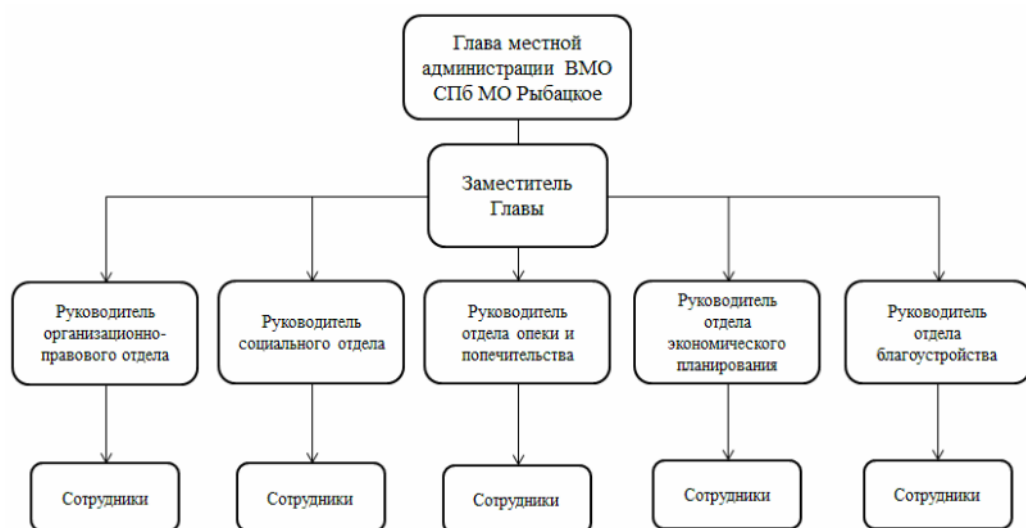 Глава местной
администрации ВМО
СПб МО Рыбацкое
Заместитель
Главы
Руководитель
организационно-
правового отдела
Руководитель
социального отдела
Руководитель
отдела опеки и
попечительства
Руководитель
отдела
экономического
планирования
Руководитель
отдела
благоустройства
Сотрудники
Сотрудники
Сотрудники
Сотрудники
Сотрудники